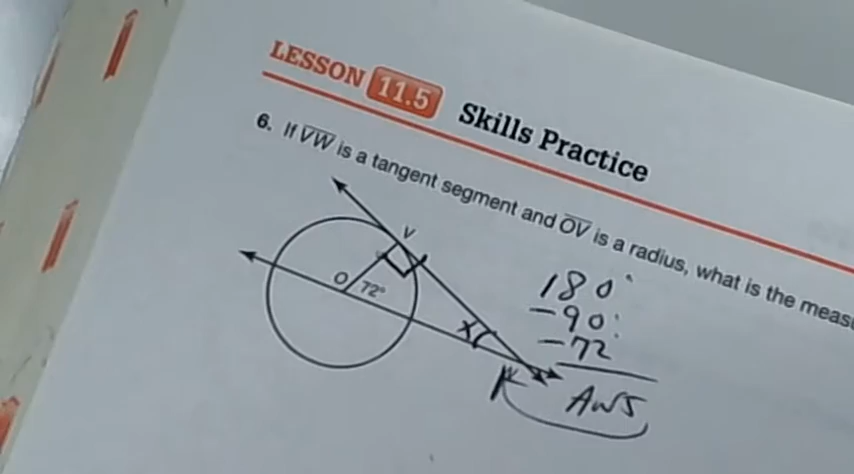 LESSON 11.5 Skills Practice
6. If VW is a tangent segment and OV is a radius, what is the
V
O 72°
X
180°
-90°
-72
Ans